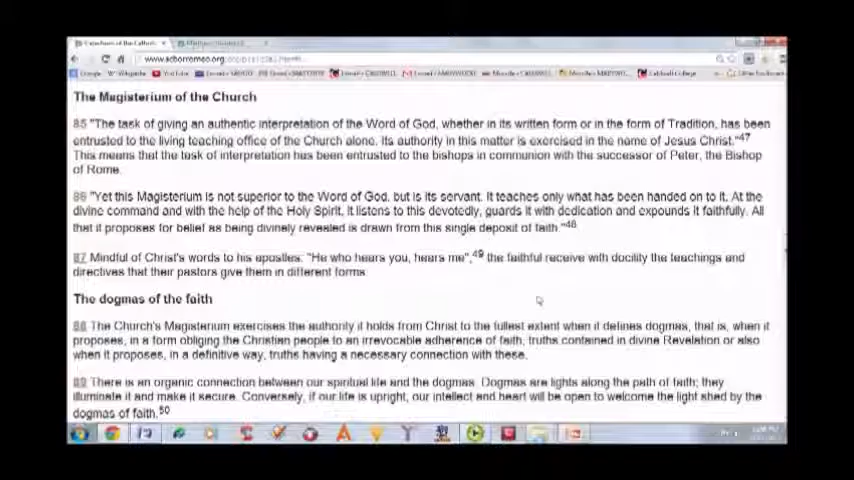 Catechism of the Catholic
www.scborromeo.org
Google Wikipedia YouTube Moodle Caldwell College Other bookmarks
The Magisterium of the Church
85 "The task of giving an authentic interpretation of the Word of God, whether in its written form or in the form of Tradition, has been
entrusted to the living teaching office of the Church alone. Its authority in this matter is exercised in the name of Jesus Christ."47
This means that the task of interpretation has been entrusted to the bishops in communion with the successor of Peter, the Bishop
of Rome.
86 "Yet this Magisterium is not superior to the Word of God, but is its servant. It teaches only what has been handed on to it. At the
divine command and with the help of the Holy Spirit, it listens to this devotedly, guards it with dedication and expounds it faithfully. All
that it proposes for belief as being divinely revealed is drawn from this single deposit of faith."48
87 Mindful of Christ's words to his apostles: "He who hears you, hears me",49 the faithful receive with docility the teachings and
directives that their pastors give them in different forms.
The dogmas of the faith
88 The Church's Magisterium exercises the authority it holds from Christ to the fullest extent when it defines dogmas, that is, when it
proposes, in a form obliging the Christian people to an irrevocable adherence of faith, truths contained in divine Revelation or also
when it proposes, in a definitive way, truths having a necessary connection with these.
89 There is an organic connection between our spiritual life and the dogmas. Dogmas are lights along the path of faith; they
illuminate it and make it secure. Conversely, if our life is upright, our intellect and heart will be open to welcome the light shed by the
dogmas of faith.50